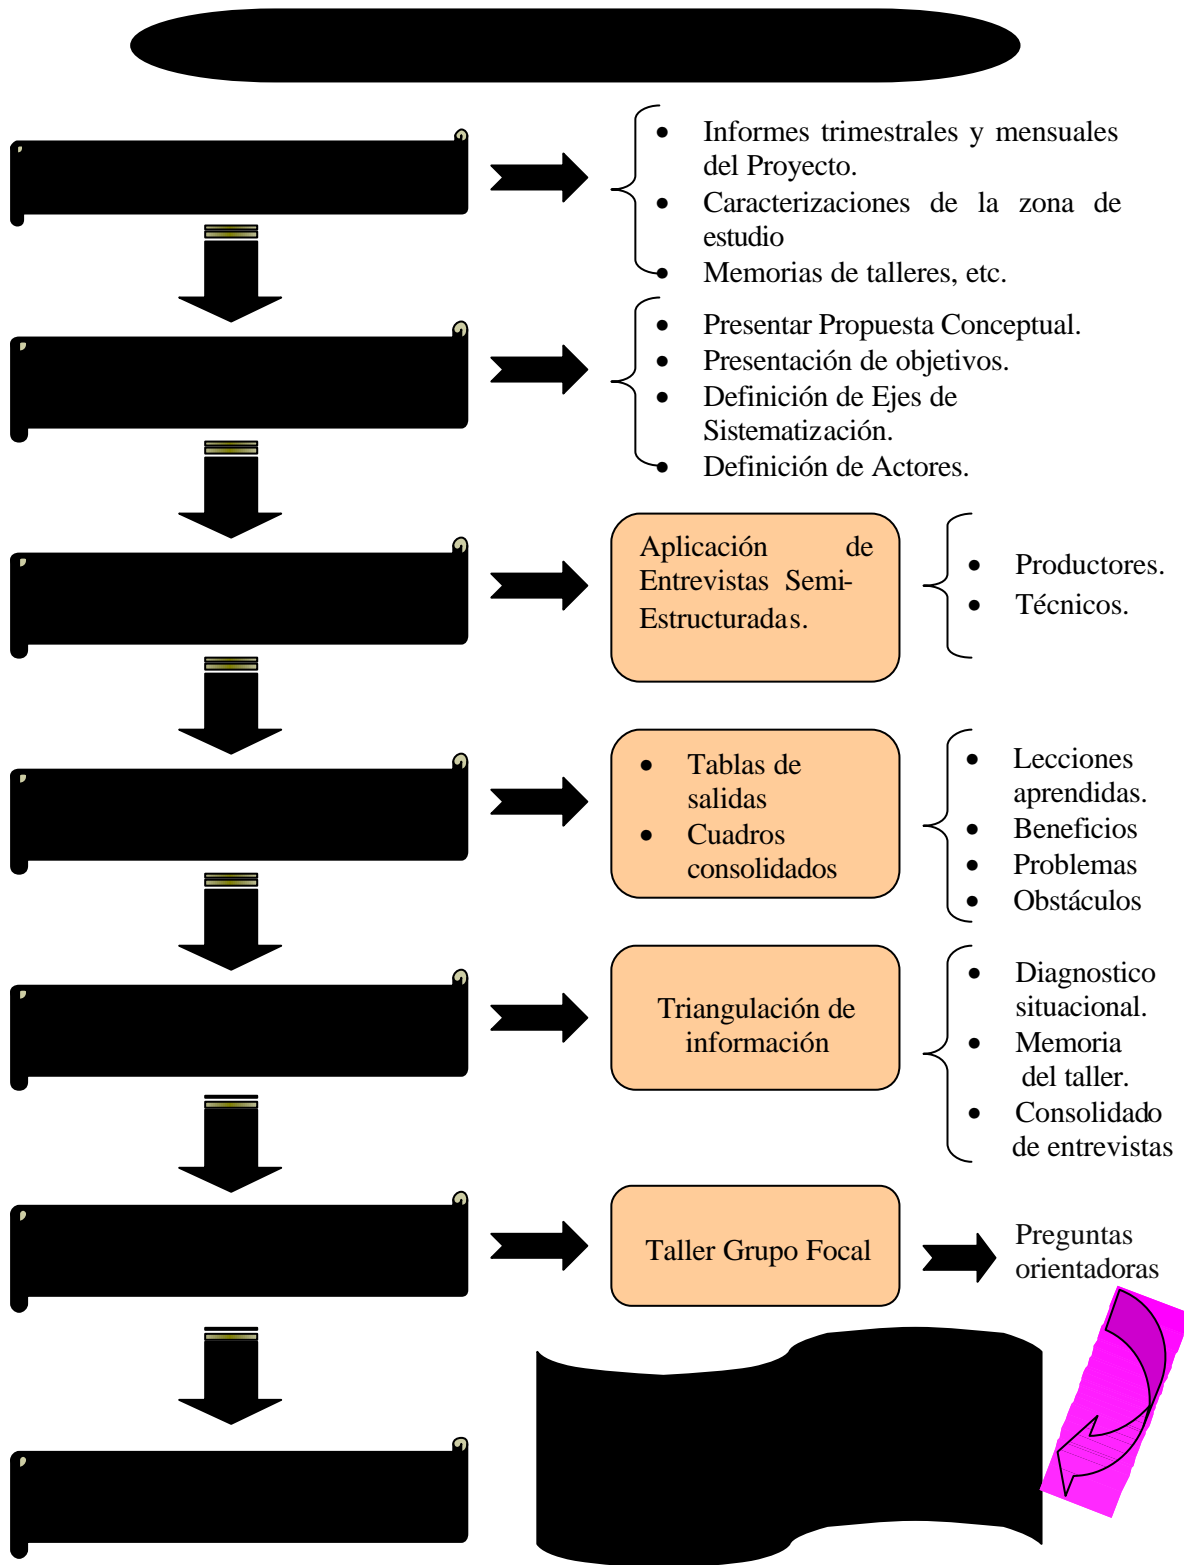 • Informes trimestrales y mensuales
del Proyecto.
• Caracterizaciones de la zona de
estudio
• Memorias de talleres, etc.
• Presentar Propuesta Conceptual.
• Presentación de objetivos.
• Definición de Ejes de
Sistematización.
• Definición de Actores.
Aplicación de
Entrevistas Semi-
Estructuradas.
• Productores.
• Técnicos.
• Tablas de
salidas
• Cuadros
consolidados
• Lecciones
aprendidas.
• Beneficios
• Problemas
• Obstáculos
Triangulación de
información
• Diagnostico
situacional.
• Memoria
del taller.
• Consolidado
de entrevistas
Taller Grupo Focal
Preguntas
orientadoras